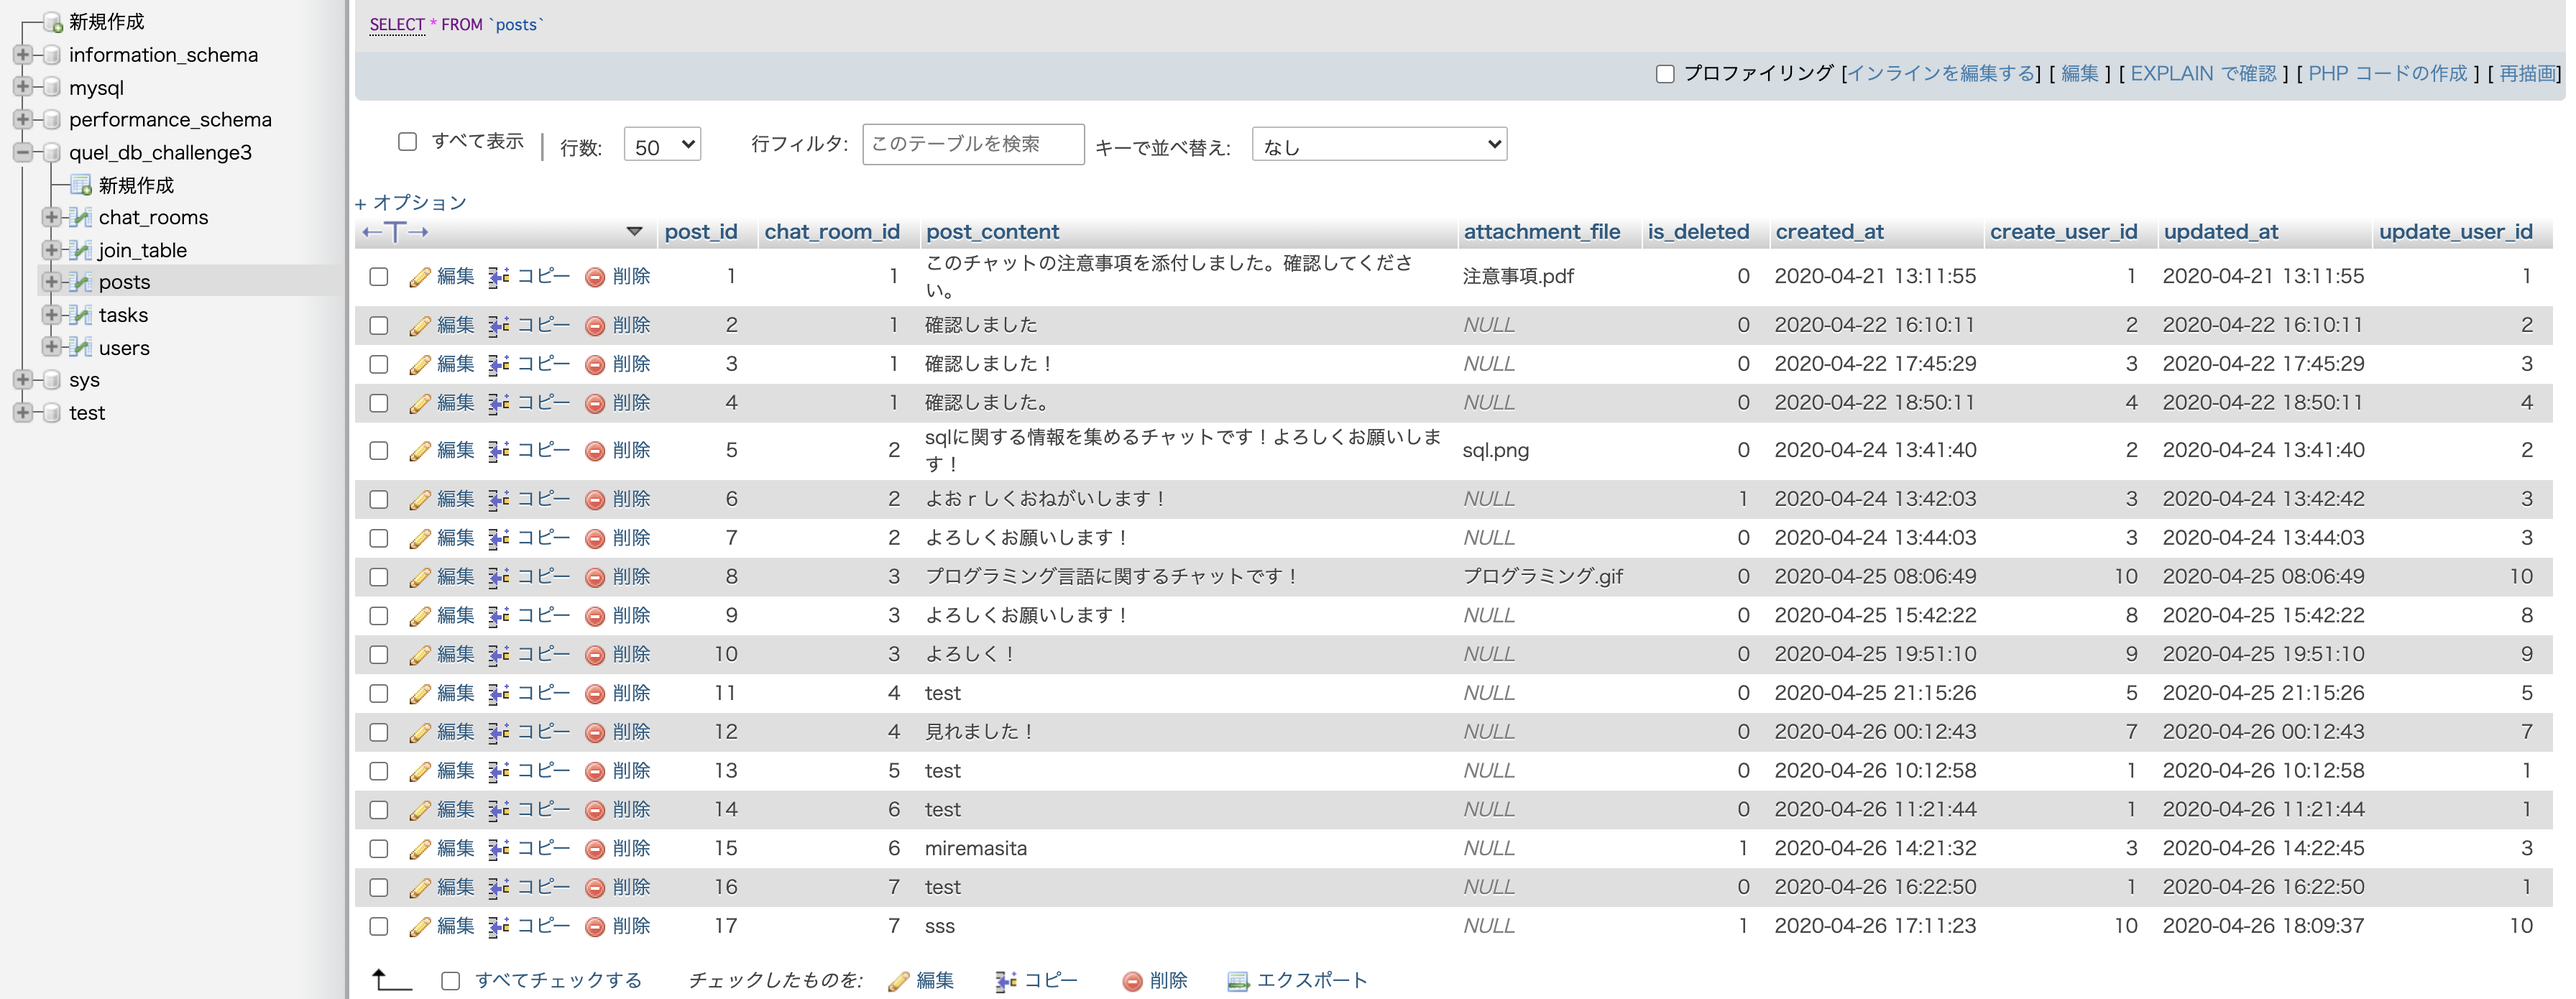 新規作成
information_schema
mysql
performance_schema
quel_db_challenge3
新規作成
chat_rooms
join_table
posts
tasks
users
sys
test
SELECT * FROM `posts`
プロファイリング [インラインを編集する] [ 編集 ] [ EXPLAIN で確認 ] [ PHP コードの作成 ] [ 再描画]
すべて表示 | 行数: 50 行フィルタ: このテーブルを検索 キーで並べ替え: なし
+ オプション
←T→ post_id chat_room_id post_content attachment_file is_deleted created_at create_user_id updated_at update_user_id
編集 コピー 削除 1 1 このチャットの注意事項を添付しました。確認してくださ
い。 注意事項.pdf 0 2020-04-21 13:11:55 1 2020-04-21 13:11:55 1
編集 コピー 削除 2 1 確認しました NULL 0 2020-04-22 16:10:11 2 2020-04-22 16:10:11 2
編集 コピー 削除 3 1 確認しました！ NULL 0 2020-04-22 17:45:29 3 2020-04-22 17:45:29 3
編集 コピー 削除 4 1 確認しました。 NULL 0 2020-04-22 18:50:11 4 2020-04-22 18:50:11 4
編集 コピー 削除 5 2 sqlに関する情報を集めるチャットです！よろしくお願いしま
す！ sql.png 0 2020-04-24 13:41:40 2 2020-04-24 13:41:40 2
編集 コピー 削除 6 2 よおｒしくおねがいします！ NULL 1 2020-04-24 13:42:03 3 2020-04-24 13:42:42 3
編集 コピー 削除 7 2 よろしくお願いします！ NULL 0 2020-04-24 13:44:03 3 2020-04-24 13:44:03 3
編集 コピー 削除 8 3 プログラミング言語に関するチャットです！ プログラミング.gif 0 2020-04-25 08:06:49 10 2020-04-25 08:06:49 10
編集 コピー 削除 9 3 よろしくお願いします！ NULL 0 2020-04-25 15:42:22 8 2020-04-25 15:42:22 8
編集 コピー 削除 10 3 よろしく！ NULL 0 2020-04-25 19:51:10 9 2020-04-25 19:51:10 9
編集 コピー 削除 11 4 test NULL 0 2020-04-25 21:15:26 5 2020-04-25 21:15:26 5
編集 コピー 削除 12 4 見れました！ NULL 0 2020-04-26 00:12:43 7 2020-04-26 00:12:43 7
編集 コピー 削除 13 5 test NULL 0 2020-04-26 10:12:58 1 2020-04-26 10:12:58 1
編集 コピー 削除 14 6 test NULL 0 2020-04-26 11:21:44 1 2020-04-26 11:21:44 1
編集 コピー 削除 15 6 miremasita NULL 1 2020-04-26 14:21:32 3 2020-04-26 14:22:45 3
編集 コピー 削除 16 7 test NULL 0 2020-04-26 16:22:50 1 2020-04-26 16:22:50 1
編集 コピー 削除 17 7 sss NULL 1 2020-04-26 17:11:23 10 2020-04-26 18:09:37 10
すべてチェックする チェックしたものを: 編集 コピー 削除 エクスポート